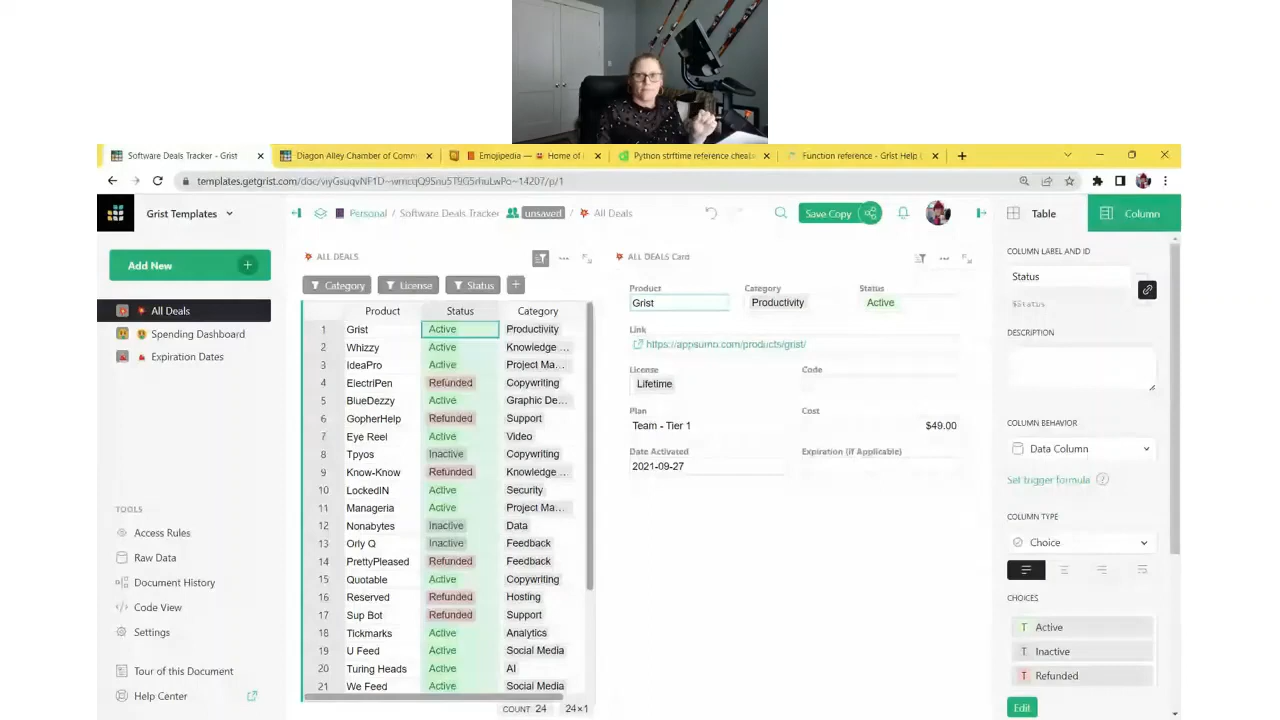 Software Deals Tracker - Grist
Diagon Alley Chamber of Comm
Emojipedia — Home of
Python strftime reference cheat
Function reference - Grist Help
templates.getgrist.com/doc/
Grist Templates
Personal / Software Deals Tracker unsaved / All Deals
Save Copy
Table
Column
Add New
All Deals
Spending Dashboard
Expiration Dates
TOOLS
Access Rules
Raw Data
Document History
Code View
Settings
Tour of this Document
Help Center
ALL DEALS
Category License Status
Product Status Category
1 Grist Active Productivity
2 Whizzy Active Knowledge ...
3 IdeaPro Active Project Ma...
4 ElectriPen Refunded Copywriting
5 BlueDezzy Active Graphic De...
6 GopherHelp Refunded Support
7 Eye Reel Active Video
8 Tpyos Inactive Copywriting
9 Know-Know Refunded Knowledge ...
10 LockedIN Active Security
11 Manageria Active Project Ma...
12 Nonabytes Inactive Data
13 Orly Q Inactive Feedback
14 PrettyPleased Refunded Feedback
15 Quotable Active Copywriting
16 Reserved Refunded Hosting
17 Sup Bot Refunded Support
18 Tickmarks Active Analytics
19 U Feed Active Social Media
20 Turing Heads Active AI
21 We Feed Active Social Media
COUNT 24 24×1
ALL DEALS Card
Product Category Status
Grist Productivity Active
Link
https://appsumo.com/products/grist/
License Code
Lifetime
Plan Cost
Team - Tier 1 $49.00
Date Activated Expiration (if Applicable)
2021-09-27
COLUMN LABEL AND ID
Status
$Status
DESCRIPTION
COLUMN BEHAVIOR
Data Column
Set trigger formula
COLUMN TYPE
Choice
CHOICES
T Active
T Inactive
T Refunded
Edit